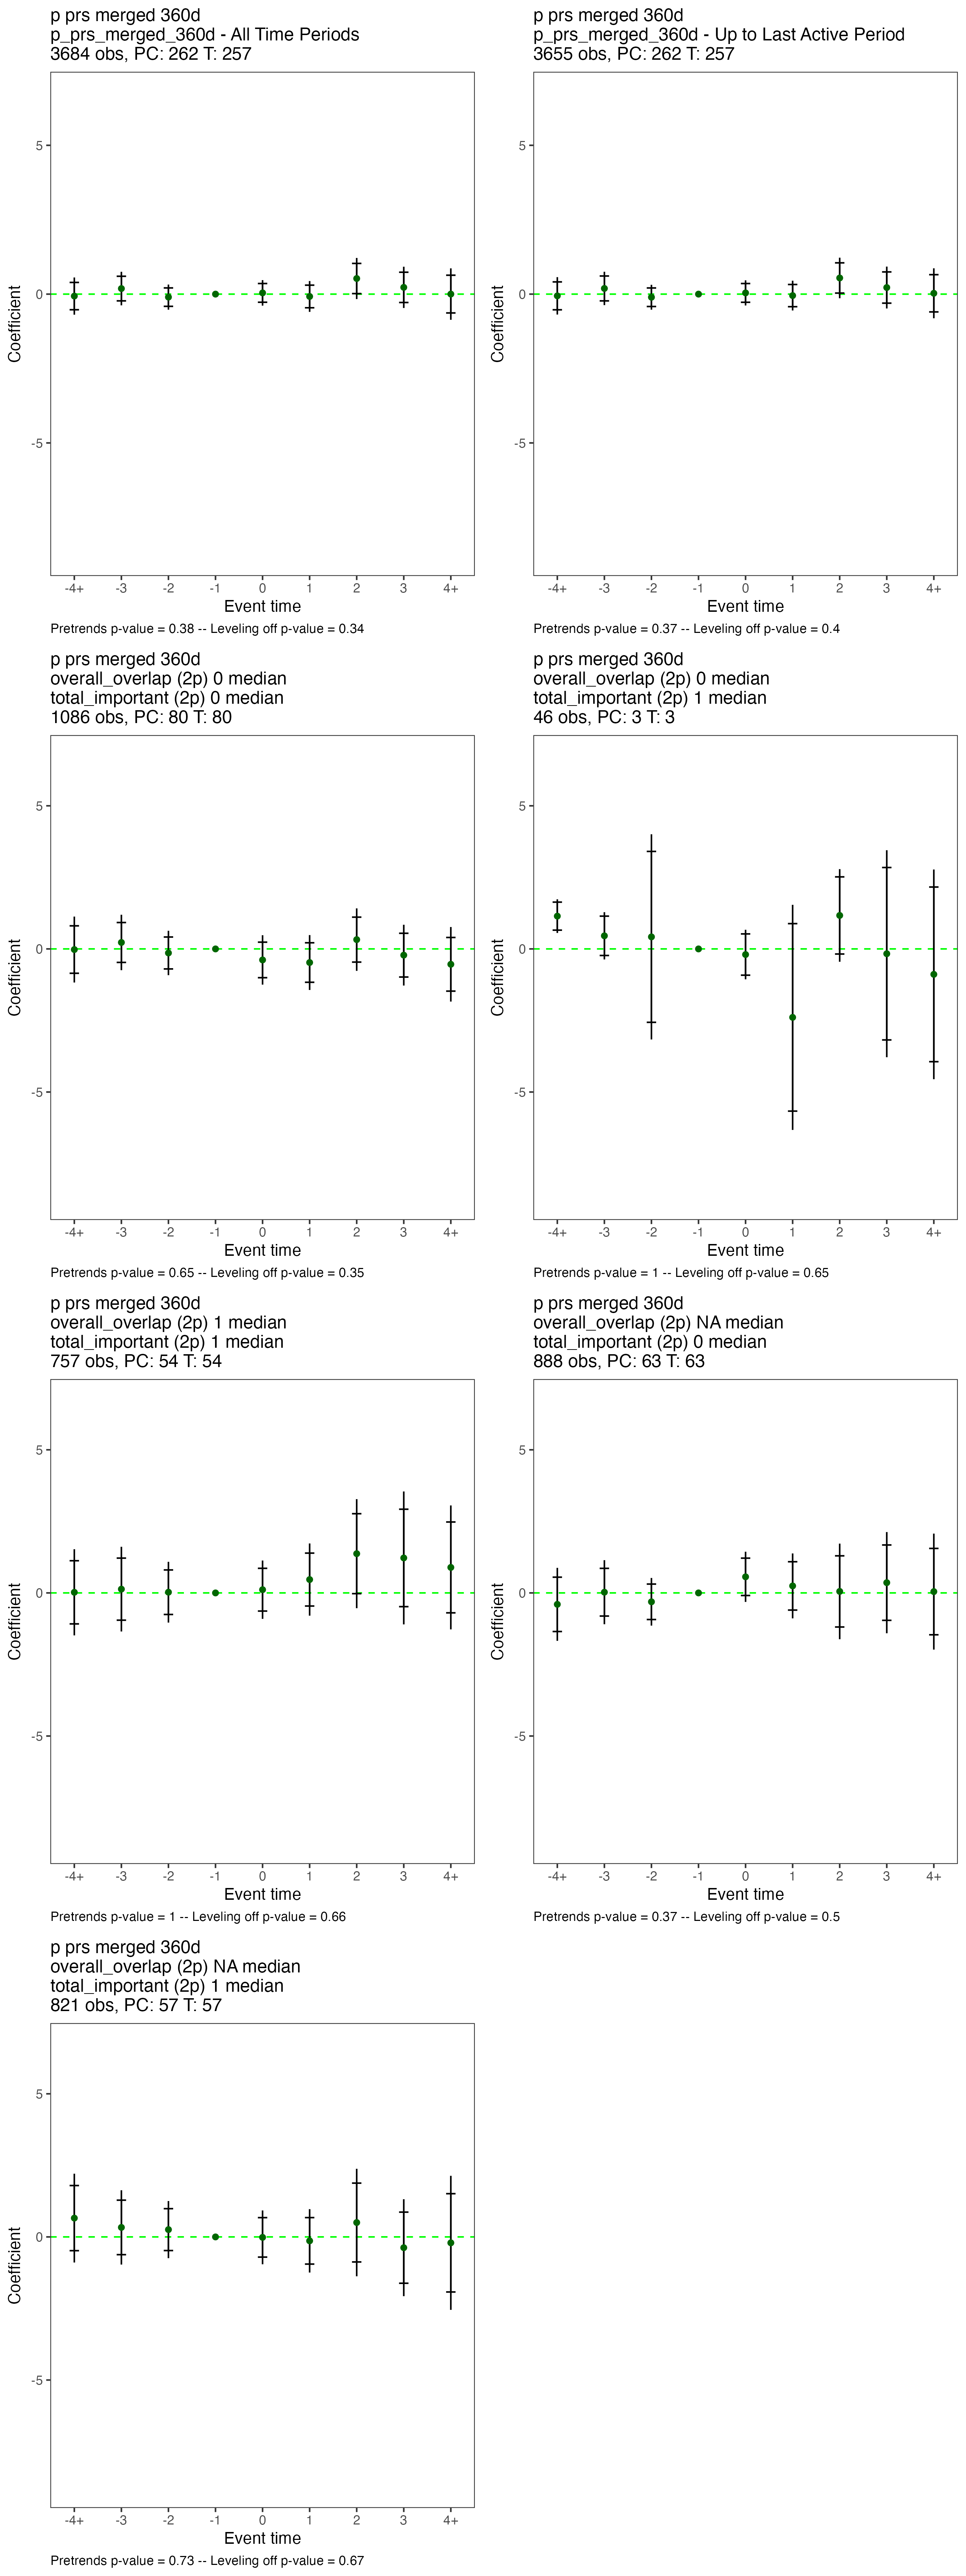 p prs merged 360d
p_prs_merged_360d - All Time Periods
3684 obs, PC: 262 T: 257
Coefficient
5
0
-5
-4+ -3 -2 -1 0 1 2 3 4+
Event time
Pretrends p-value = 0.38 -- Leveling off p-value = 0.34
p prs merged 360d
p_prs_merged_360d - Up to Last Active Period
3655 obs, PC: 262 T: 257
Coefficient
5
0
-5
-4+ -3 -2 -1 0 1 2 3 4+
Event time
Pretrends p-value = 0.37 -- Leveling off p-value = 0.4
p prs merged 360d
overall_overlap (2p) 0 median
total_important (2p) 0 median
1086 obs, PC: 80 T: 80
Coefficient
5
0
-5
-4+ -3 -2 -1 0 1 2 3 4+
Event time
Pretrends p-value = 0.65 -- Leveling off p-value = 0.35
p prs merged 360d
overall_overlap (2p) 0 median
total_important (2p) 1 median
46 obs, PC: 3 T: 3
Coefficient
5
0
-5
-4+ -3 -2 -1 0 1 2 3 4+
Event time
Pretrends p-value = 1 -- Leveling off p-value = 0.65
p prs merged 360d
overall_overlap (2p) 1 median
total_important (2p) 1 median
757 obs, PC: 54 T: 54
Coefficient
5
0
-5
-4+ -3 -2 -1 0 1 2 3 4+
Event time
Pretrends p-value = 1 -- Leveling off p-value = 0.66
p prs merged 360d
overall_overlap (2p) NA median
total_important (2p) 0 median
888 obs, PC: 63 T: 63
Coefficient
5
0
-5
-4+ -3 -2 -1 0 1 2 3 4+
Event time
Pretrends p-value = 0.37 -- Leveling off p-value = 0.5
p prs merged 360d
overall_overlap (2p) NA median
total_important (2p) 1 median
821 obs, PC: 57 T: 57
Coefficient
5
0
-5
-4+ -3 -2 -1 0 1 2 3 4+
Event time
Pretrends p-value = 0.73 -- Leveling off p-value = 0.67